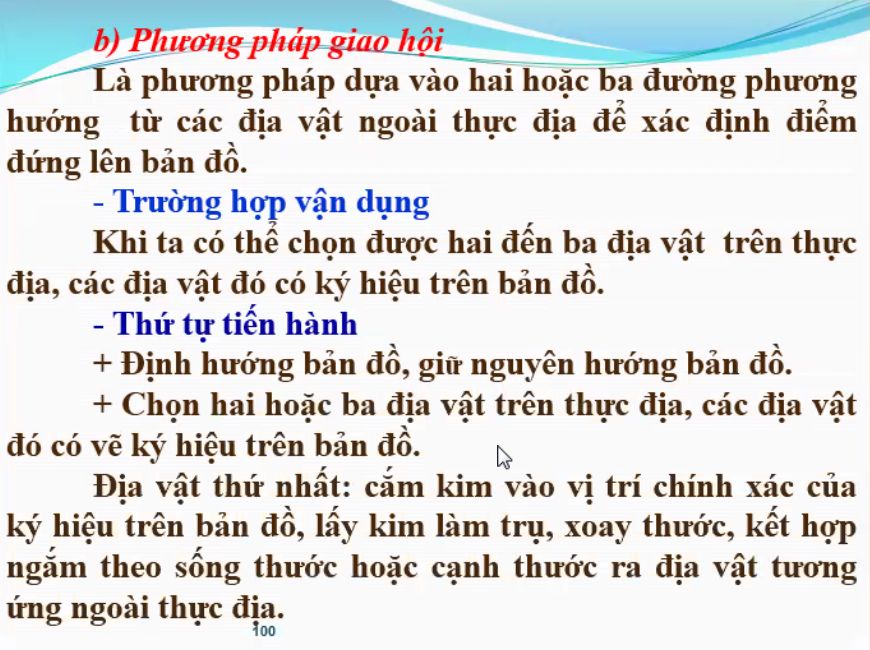 b) Phương pháp giao hội
Là phương pháp dựa vào hai hoặc ba đường phương
hướng từ các địa vật ngoài thực địa để xác định điểm
đứng lên bản đồ.
- Trường hợp vận dụng
Khi ta có thể chọn được hai đến ba địa vật trên thực
địa, các địa vật đó có ký hiệu trên bản đồ.
- Thứ tự tiến hành
+ Định hướng bản đồ, giữ nguyên hướng bản đồ.
+ Chọn hai hoặc ba địa vật trên thực địa, các địa vật
đó có vẽ ký hiệu trên bản đồ.
Địa vật thứ nhất: cắm kim vào vị trí chính xác của
ký hiệu trên bản đồ, lấy kim làm trụ, xoay thước, kết hợp
ngắm theo sống thước hoặc cạnh thước ra địa vật tương
ứng ngoài thực địa.
100